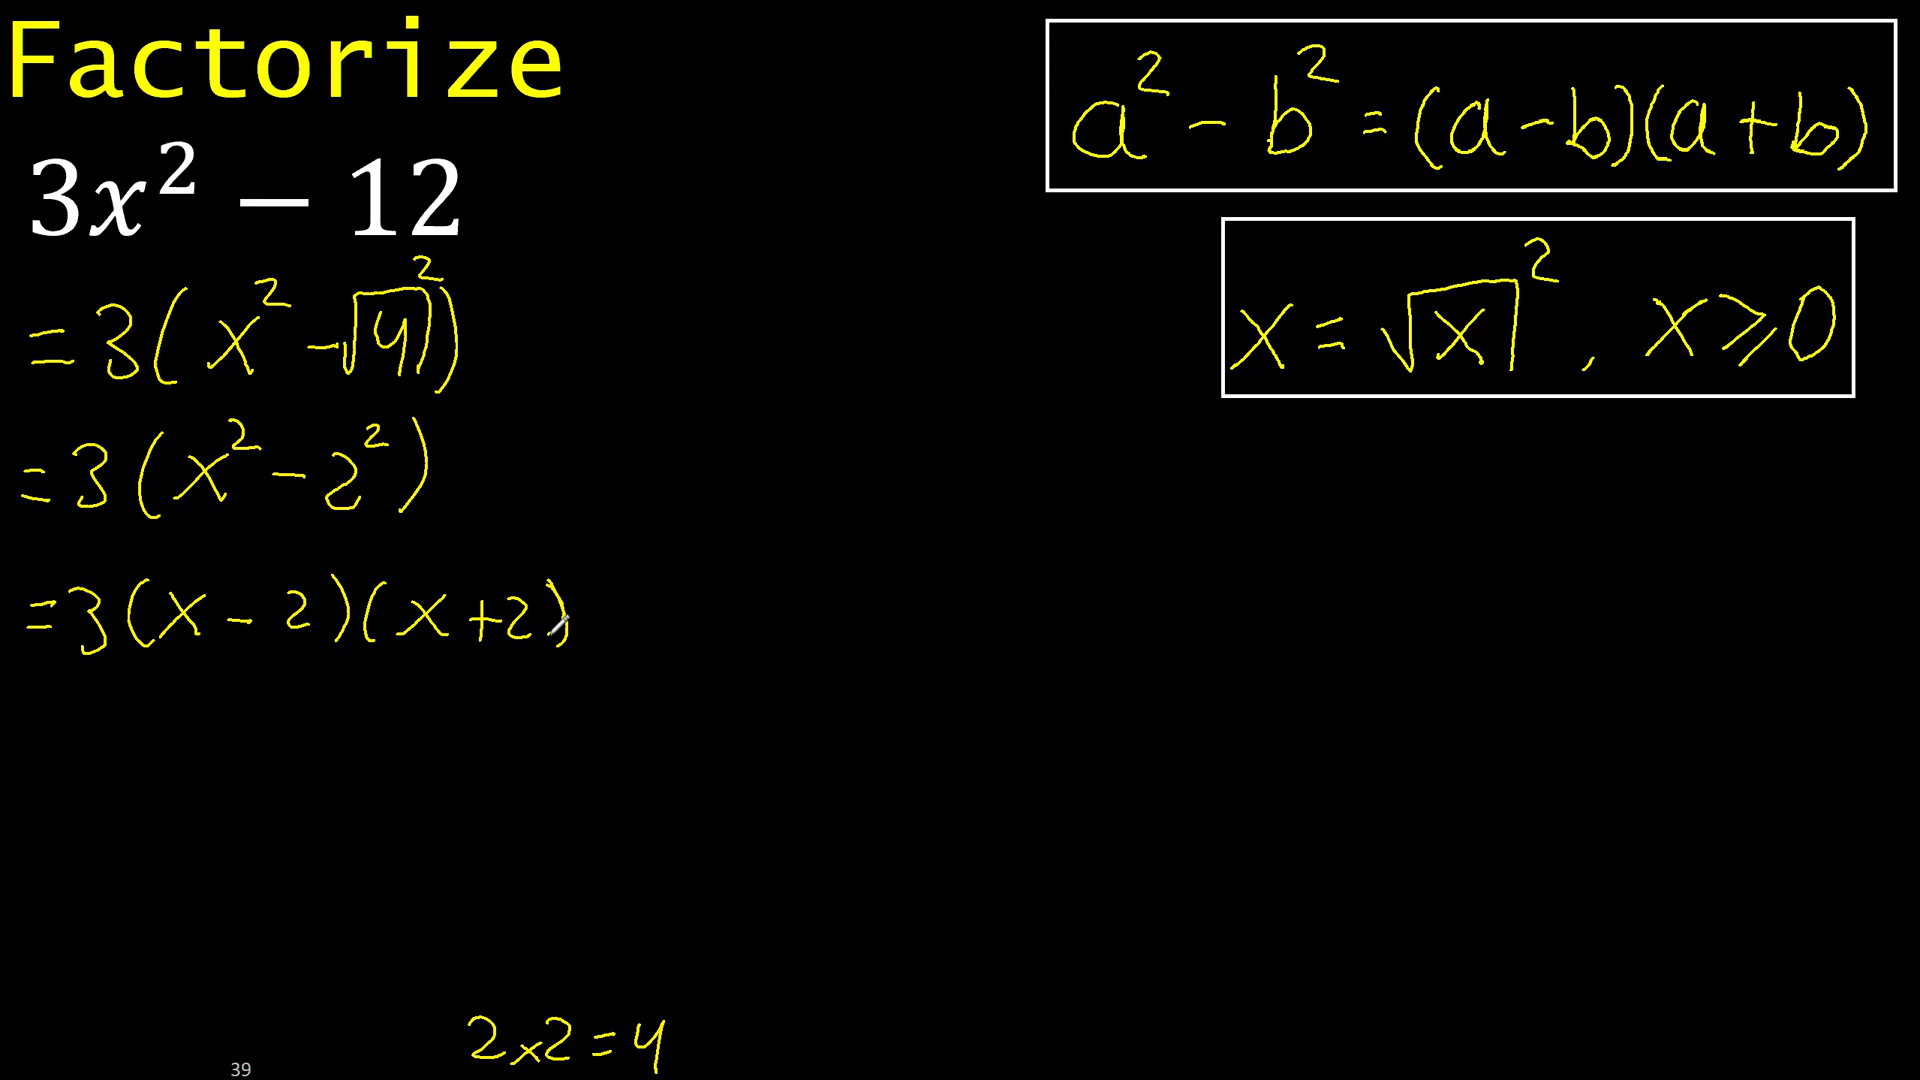 Factorize
3x² − 12
= 3(x² − √4²)
= 3(x² − 2²)
= 3(x − 2)(x + 2)
a² − b² = (a − b)(a + b)
x = √x², x ⩾ 0
2 × 2 = 4
39